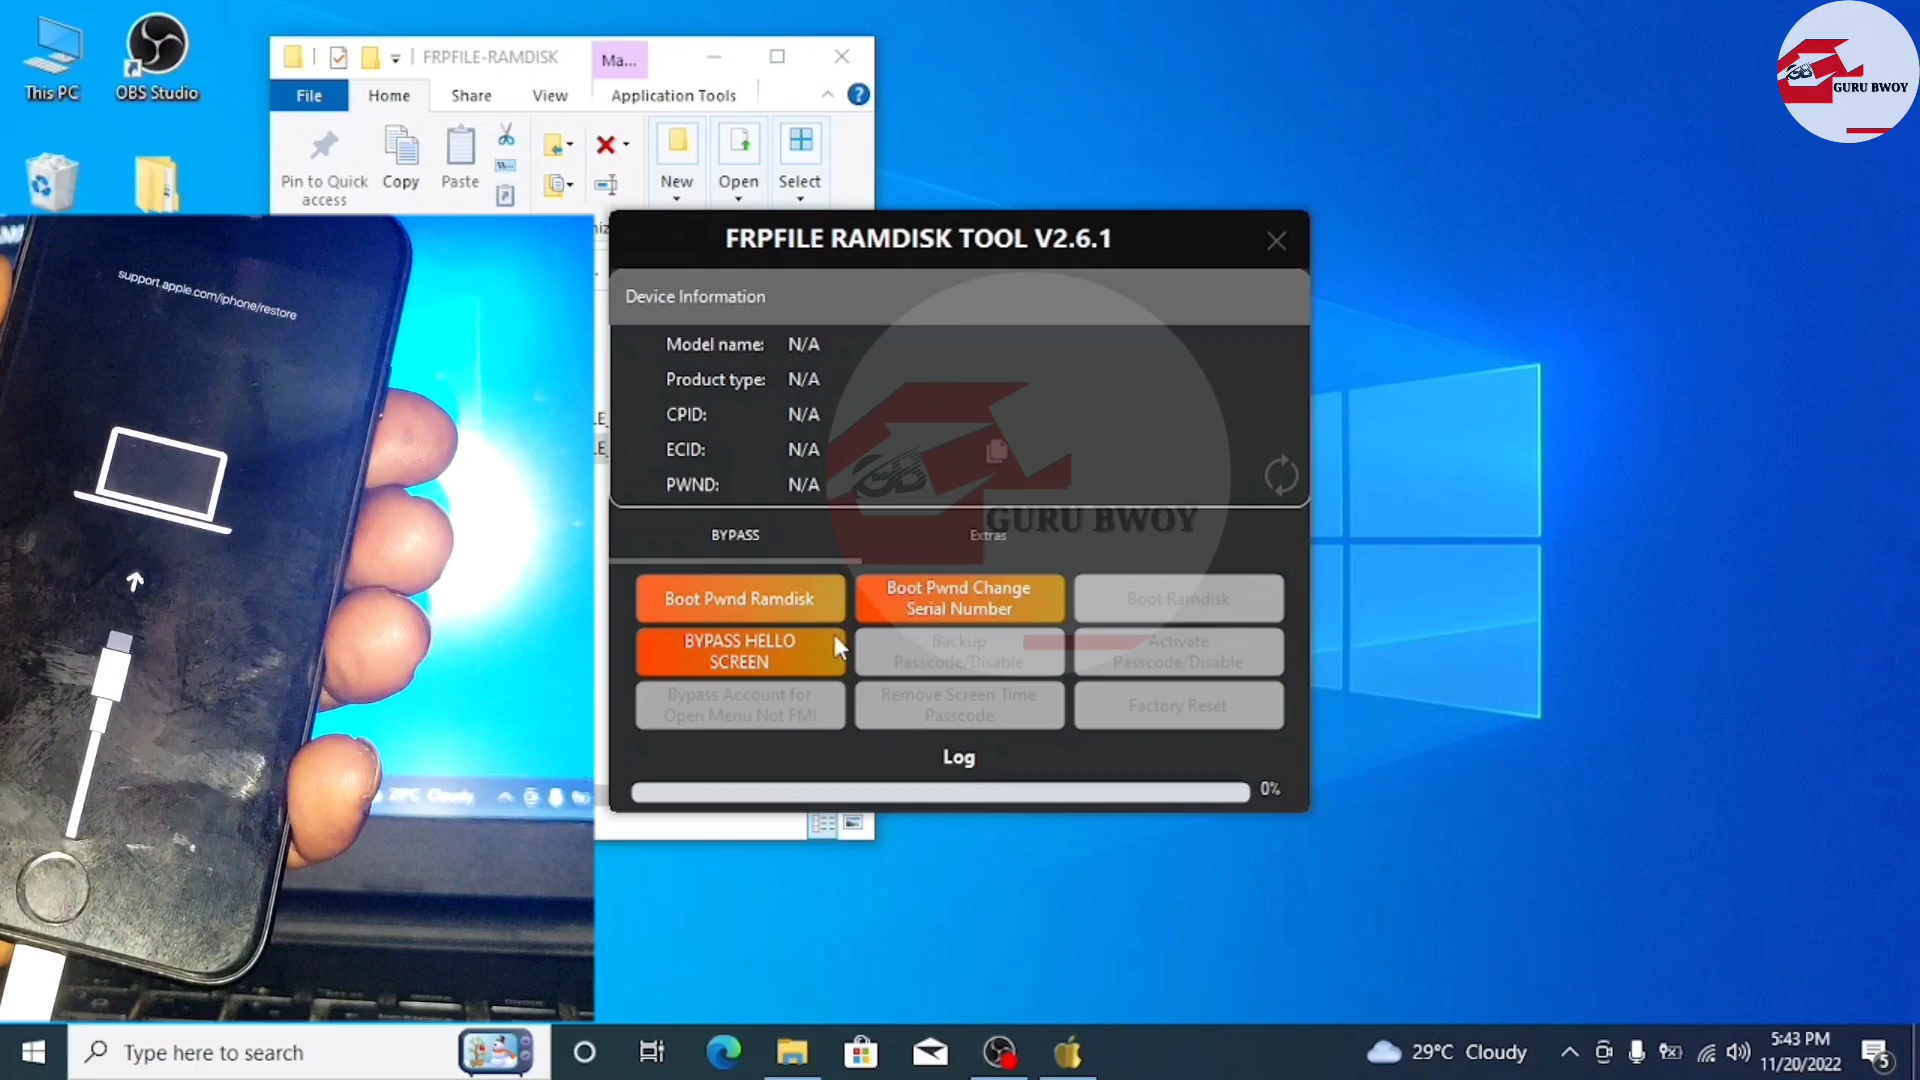 This PC
OBS Studio
FRPFILE-RAMDISK
Ma...
File
Home
Share
View
Application Tools
Pin to Quick
access
Copy
Paste
New
Open
Select
GURU BWOY
support.apple.com/iphone/restore
29°C Cloudy
FRPFILE RAMDISK TOOL V2.6.1
Device Information
Model name: N/A
Product type: N/A
CPID: N/A
ECID: N/A
PWND: N/A
GB
GURU BWOY
BYPASS
Extras
Boot Pwnd Ramdisk
Boot Pwnd Change
Serial Number
Boot Ramdisk
BYPASS HELLO
SCREEN
Backup
Passcode/Disable
Activate
Passcode/Disable
Bypass Account for
Open Menu Not FMI
Remove Screen Time
Passcode
Factory Reset
Log
0%
Type here to search
29°C Cloudy
5:43 PM
11/20/2022
5